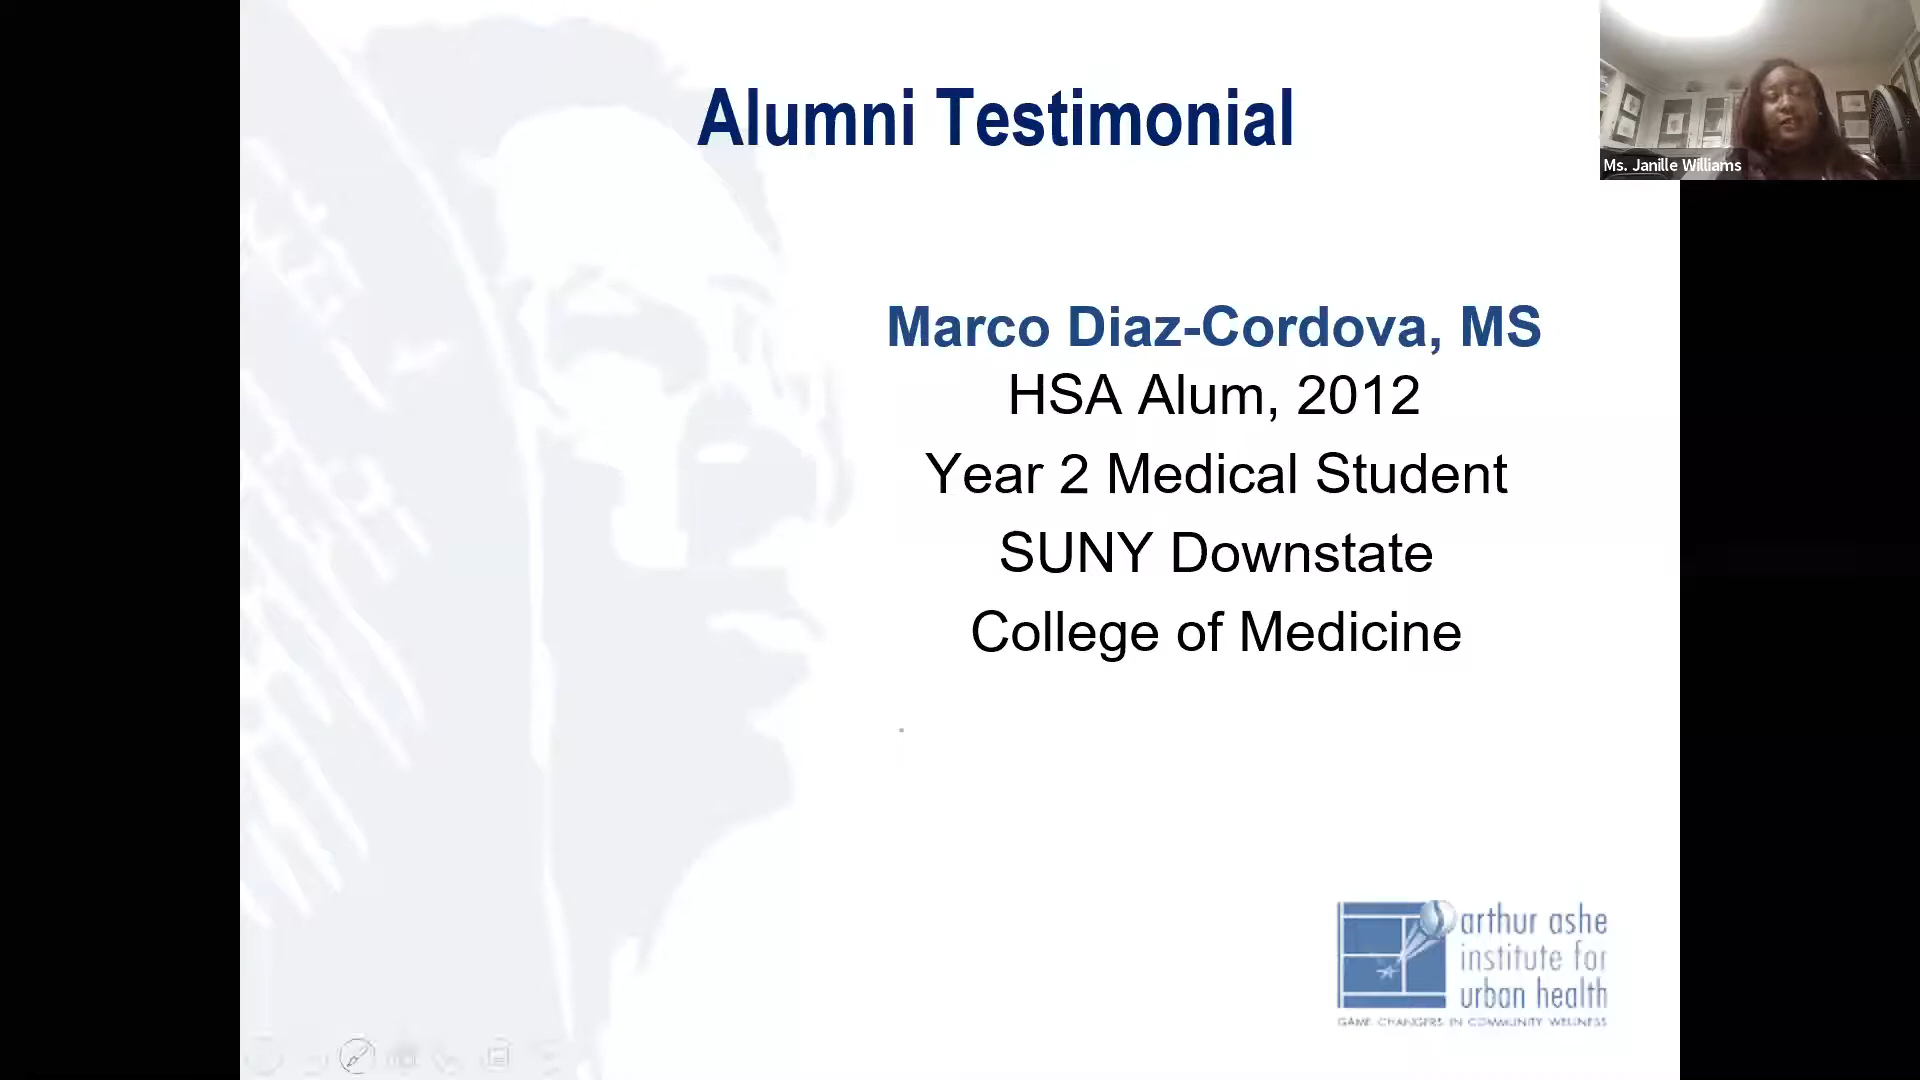 Alumni Testimonial
Ms. Janille Williams
Marco Diaz-Cordova, MS
HSA Alum, 2012
Year 2 Medical Student
SUNY Downstate
College of Medicine
arthur ashe
institute for
urban health
GAME CHANGERS IN COMMUNITY WELLNESS